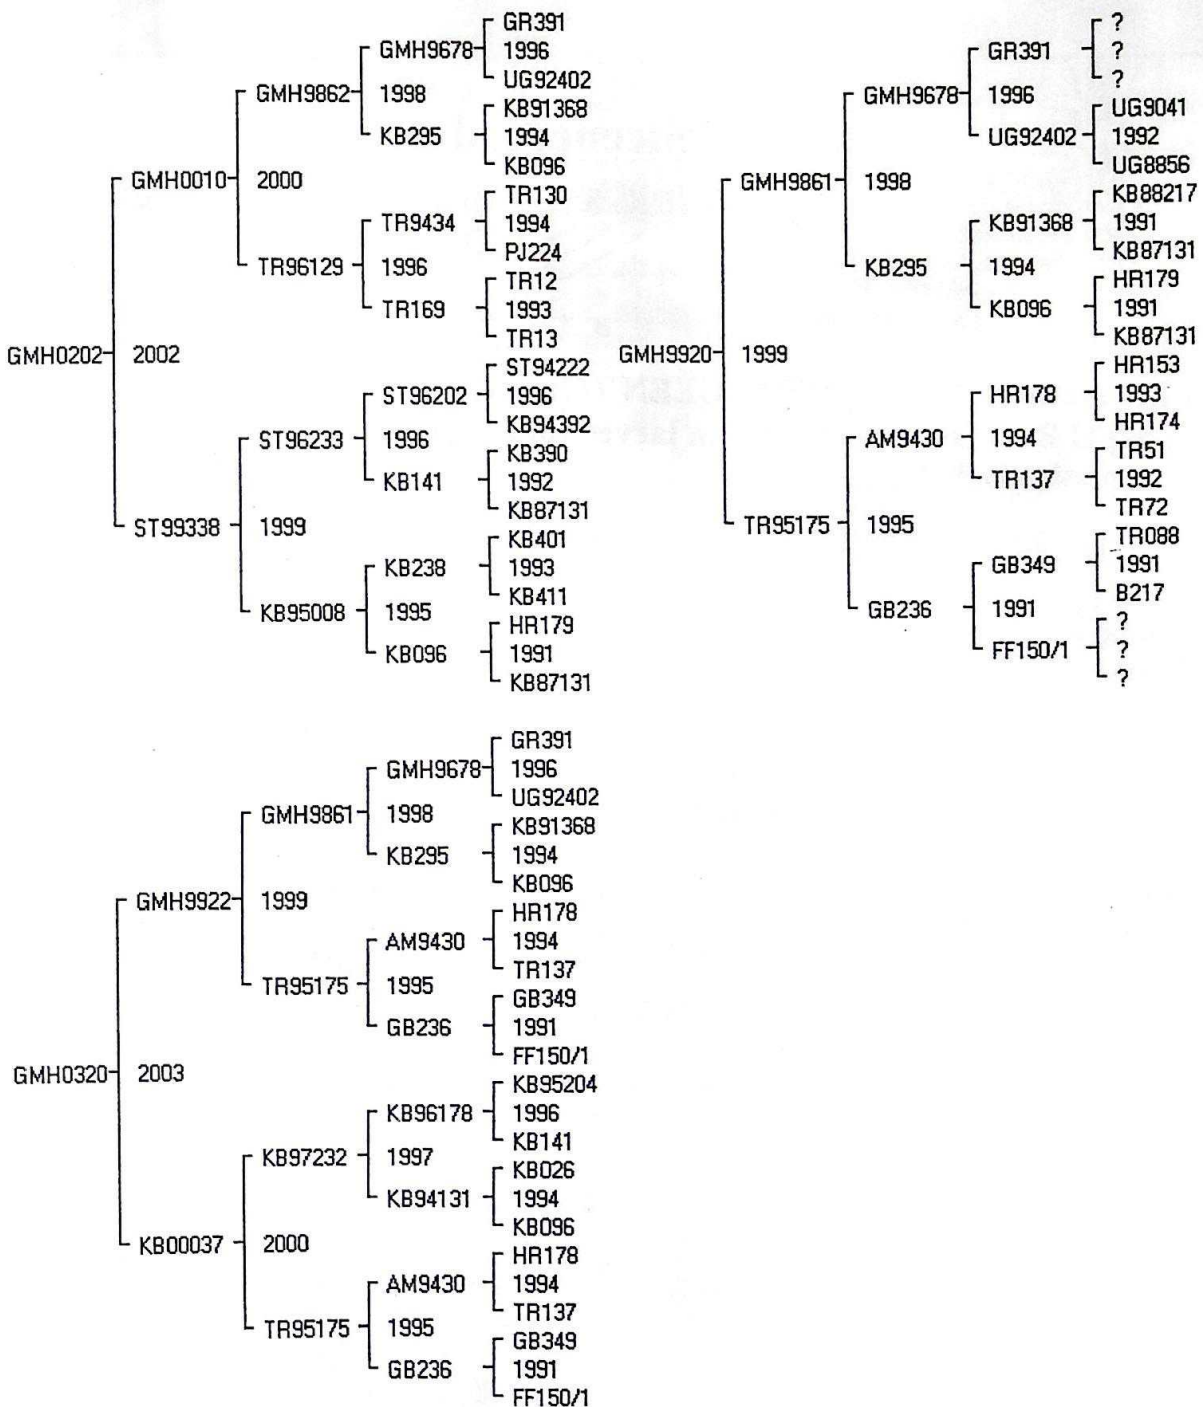 GR391
GMH9678 1996
UG92402
GMH9862 1998
KB91368
KB295 1994
KB096
GMH0010 2000
TR130
TR9434 1994
PJ224
TR96129 1996
TR12
TR169 1993
TR13
GMH0202 2002
ST94222
ST96202 1996
KB94392
ST96233 1996
KB390
KB141 1992
KB87131
ST99338 1999
KB401
KB238 1993
KB411
KB95008 1995
HR179
KB096 1991
KB87131
?
GR391 ?
?
GMH9678 1996
UG9041
UG92402 1992
UG8856
GMH9861 1998
KB88217
KB91368 1991
KB87131
KB295 1994
HR179
KB096 1991
KB87131
GMH9920 1999
HR153
HR178 1993
HR174
AM9430 1994
TR51
TR137 1992
TR72
TR95175 1995
TR088
GB349 1991
B217
GB236 1991
?
FF150/1 ?
?
GR391
GMH9678 1996
UG92402
GMH9861 1998
KB91368
KB295 1994
KB096
GMH9922 1999
HR178
AM9430 1994
TR137
TR95175 1995
GB349
GB236 1991
FF150/1
GMH0320 2003
KB95204
KB96178 1996
KB141
KB97232 1997
KB026
KB94131 1994
KB096
KB00037 2000
HR178
AM9430 1994
TR137
TR95175 1995
GB349
GB236 1991
FF150/1